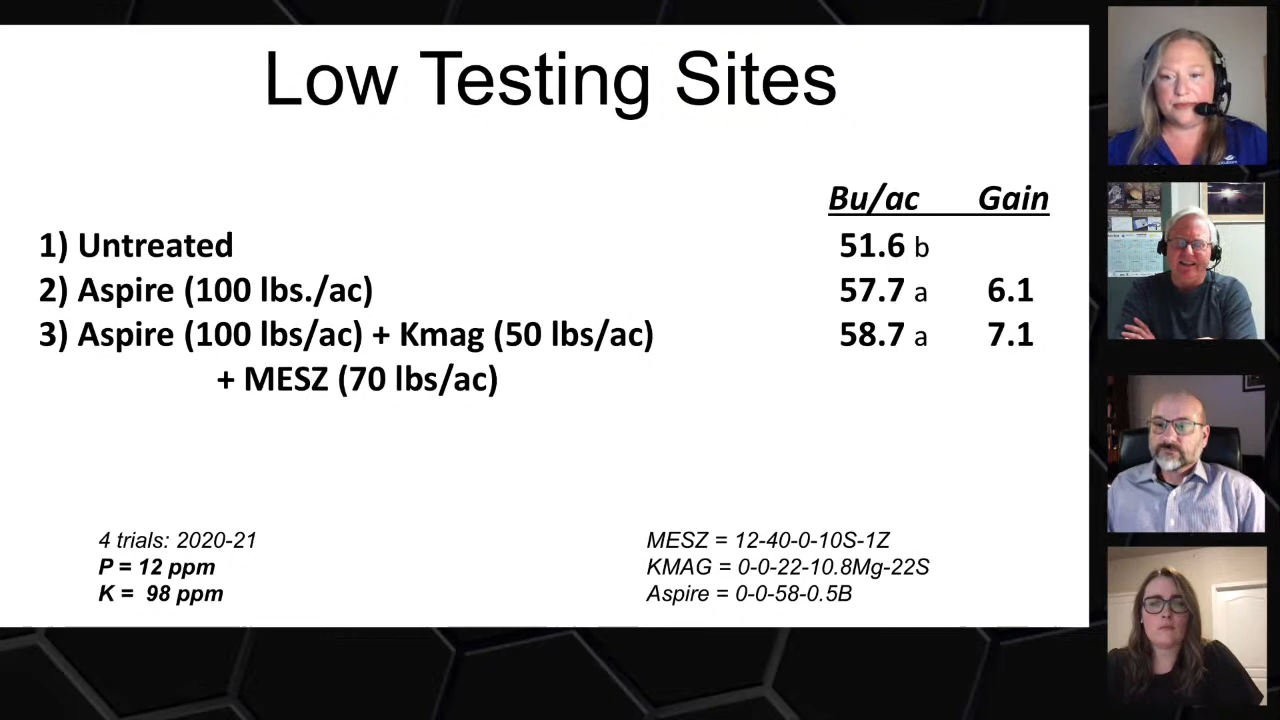 Low Testing Sites
Bu/ac Gain
1) Untreated 51.6 b
2) Aspire (100 lbs./ac) 57.7 a 6.1
3) Aspire (100 lbs/ac) + Kmag (50 lbs/ac) 58.7 a 7.1
+ MESZ (70 lbs/ac)
4 trials: 2020-21
P = 12 ppm
K = 98 ppm
MESZ = 12-40-0-10S-1Z
KMAG = 0-0-22-10.8Mg-22S
Aspire = 0-0-58-0.5B